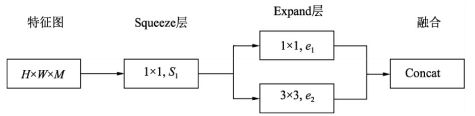 特征图
Squeeze层
Expand层
融合
H×W×M
1×1, S₁
1×1, e₁
3×3, e₂
Concat